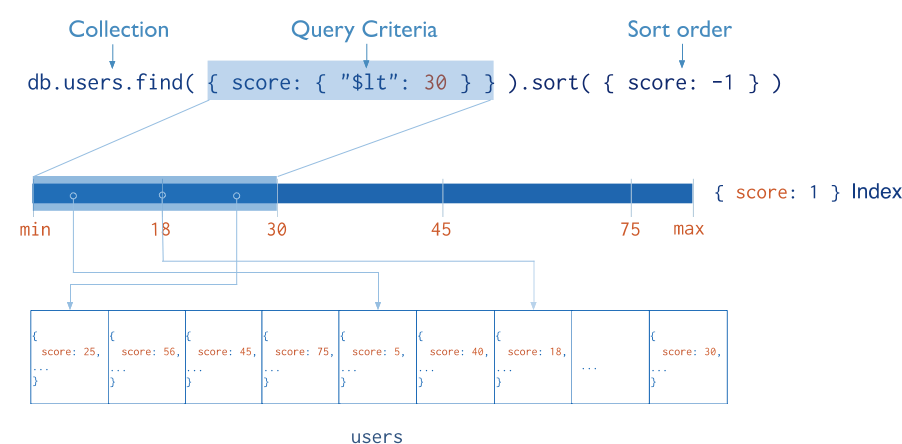 Collection Query Criteria Sort order
db.users.find( { score: { "$lt": 30 } } ).sort( { score: -1 } )
{ score: 1 } Index
min 18 30 45 75 max
{ { { { { { { {
score: 25, score: 56, score: 45, score: 75, score: 5, score: 40, score: 18, score: 30,
... ... ... ... ... ... ... ... ...
} } } } } } } }
users